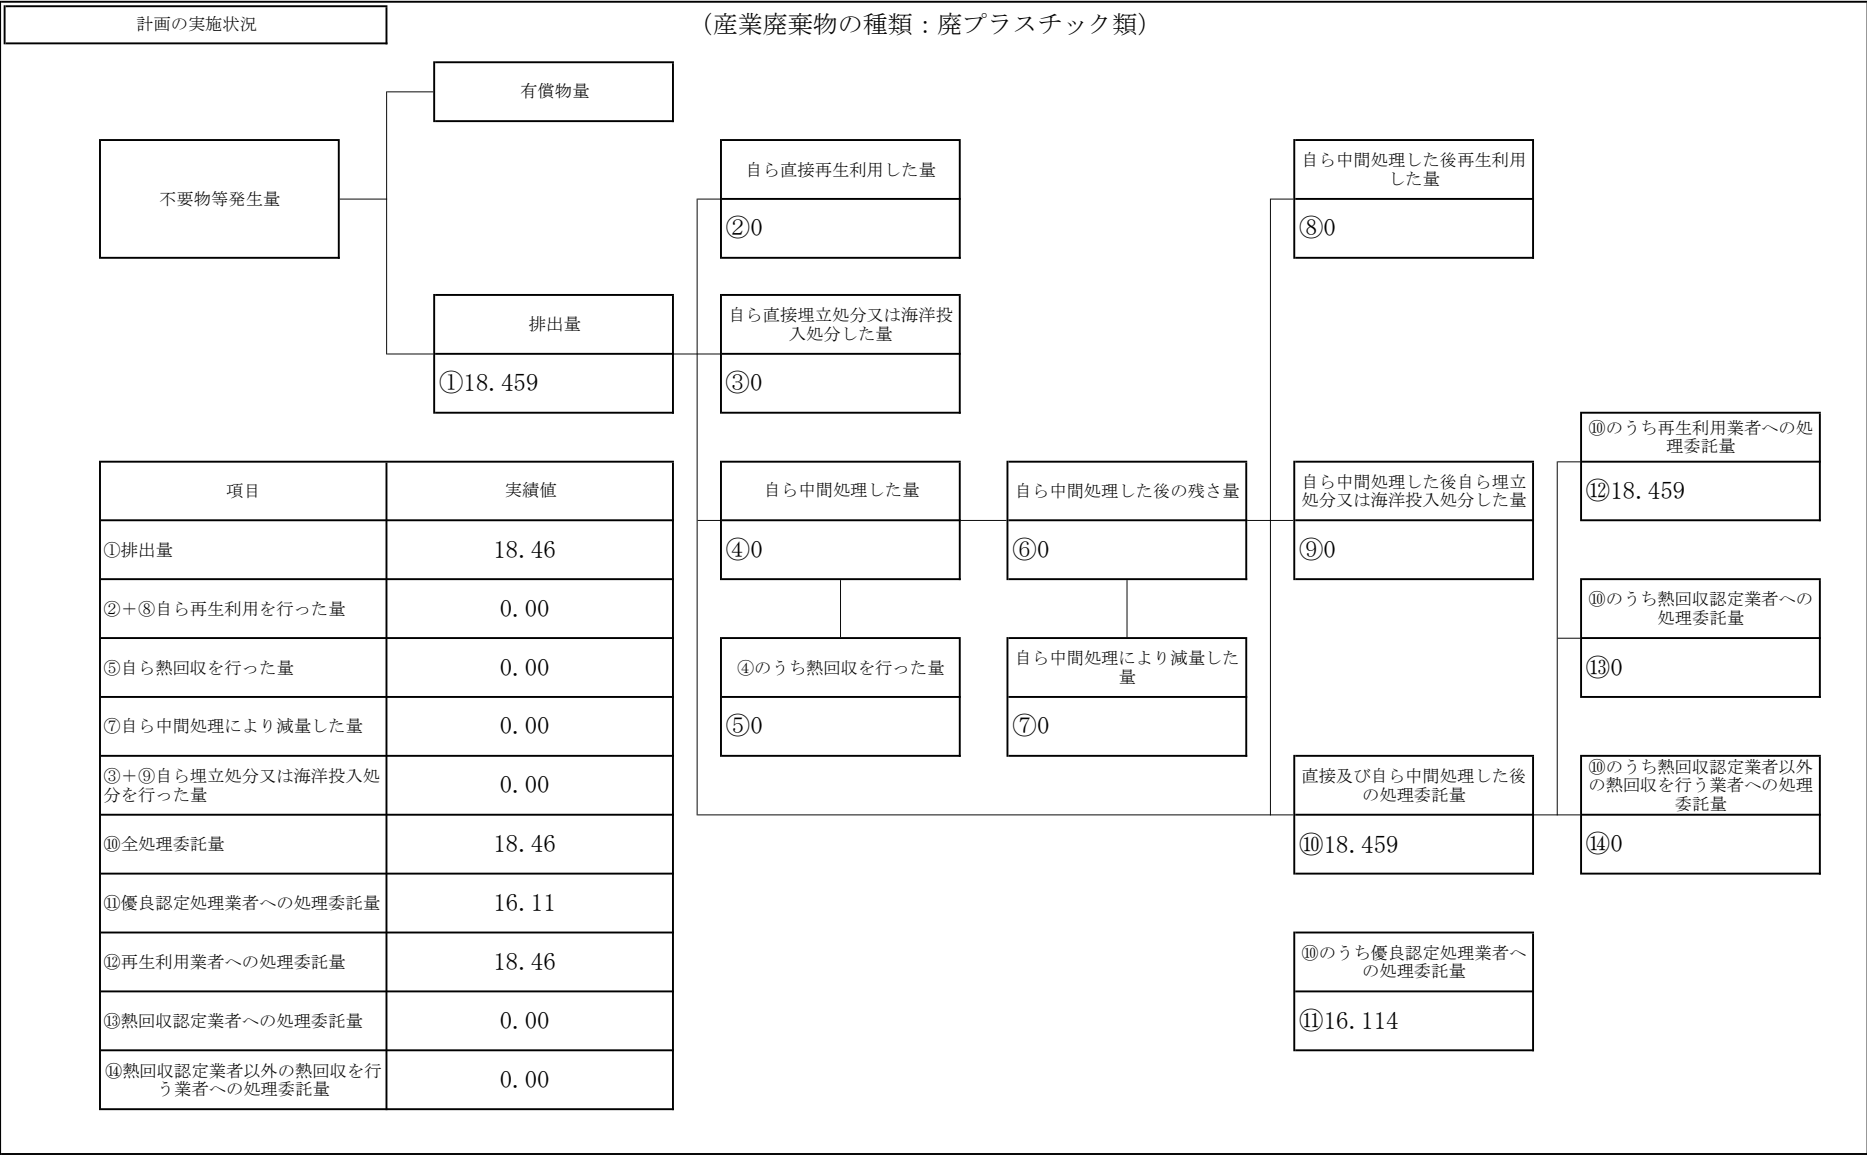 計画の実施状況
（産業廃棄物の種類：廃プラスチック類）
有償物量
不要物等発生量
自ら直接再生利用した量
②0
自ら中間処理した後再生利用
した量
⑧0
排出量
①18.459
自ら直接埋立処分又は海洋投
入処分した量
③0
⑩のうち再生利用業者への処
理委託量
⑫18.459
自ら中間処理した量
④0
自ら中間処理した後の残さ量
⑥0
自ら中間処理した後自ら埋立
処分又は海洋投入処分した量
⑨0
⑩のうち熱回収認定業者への
処理委託量
⑬0
④のうち熱回収を行った量
⑤0
自ら中間処理により減量した
量
⑦0
直接及び自ら中間処理した後
の処理委託量
⑩18.459
⑩のうち熱回収認定業者以外
の熱回収を行う業者への処理
委託量
⑭0
⑩のうち優良認定処理業者へ
の処理委託量
⑪16.114
項目 実績値
①排出量 18.46
②＋⑧自ら再生利用を行った量 0.00
⑤自ら熱回収を行った量 0.00
⑦自ら中間処理により減量した量 0.00
③＋⑨自ら埋立処分又は海洋投入処
分を行った量 0.00
⑩全処理委託量 18.46
⑪優良認定処理業者への処理委託量 16.11
⑫再生利用業者への処理委託量 18.46
⑬熱回収認定業者への処理委託量 0.00
⑭熱回収認定業者以外の熱回収を行
う業者への処理委託量 0.00